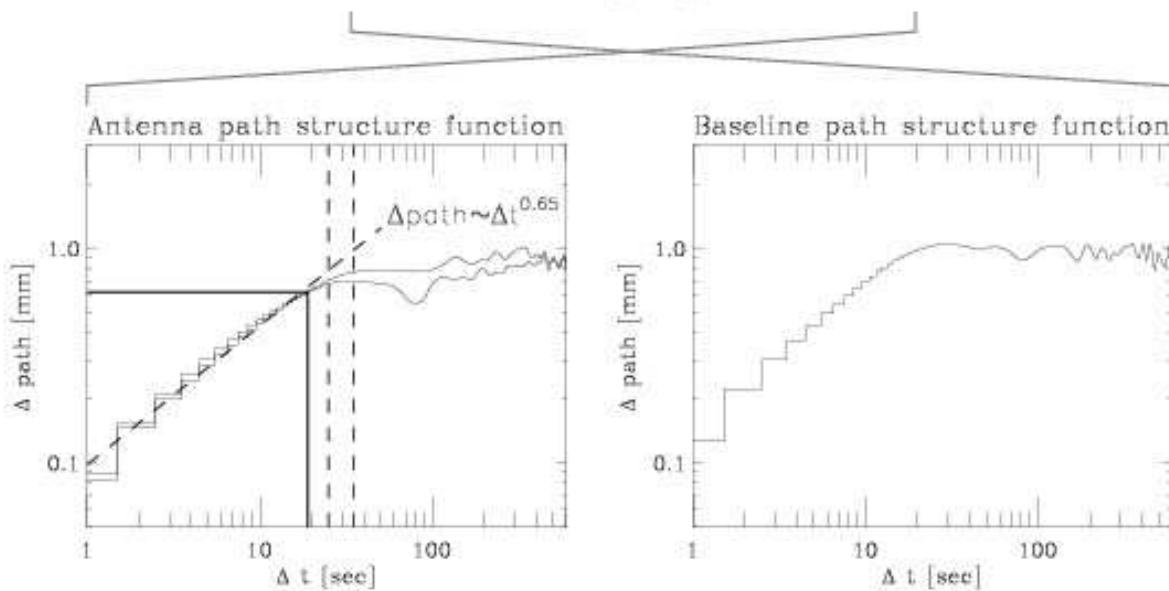 Antenna path structure function
Δpath~Δt^0.65
1.0
0.1
Δ path [mm]
1
10
100
Δ t [sec]
Baseline path structure function
1.0
0.1
Δ path [mm]
1
10
100
Δ t [sec]